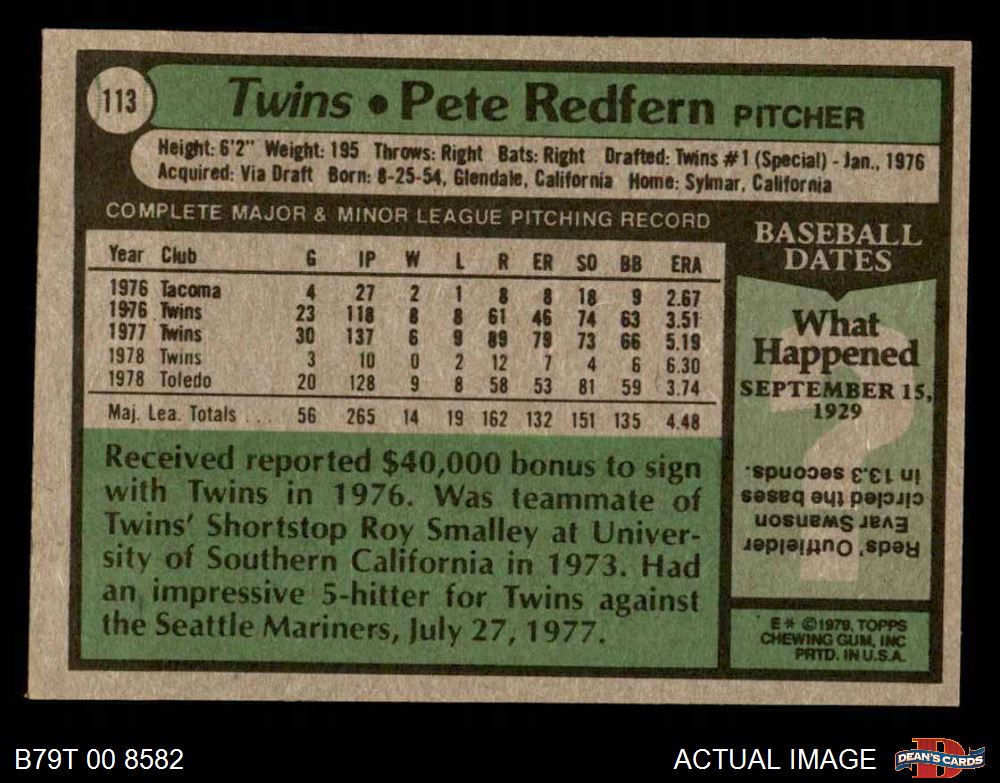 113
Twins • Pete Redfern PITCHER
Height: 6'2" Weight: 195 Throws: Right Bats: Right Drafted: Twins #1 (Special) - Jan., 1976
Acquired: Via Draft Born: 8-25-54, Glendale, California Home: Sylmar, California
COMPLETE MAJOR & MINOR LEAGUE PITCHING RECORD
Year Club G IP W L R ER SO BB ERA
1976 Tacoma 4 27 2 1 8 8 18 9 2.67
1976 Twins 23 118 8 8 61 46 74 63 3.51
1977 Twins 30 137 6 9 89 79 73 66 5.19
1978 Twins 3 10 0 2 12 7 4 6 6.30
1978 Toledo 20 128 9 8 58 53 81 59 3.74
Maj. Lea. Totals ... 56 265 14 19 162 132 151 135 4.48
Received reported $40,000 bonus to sign
with Twins in 1976. Was teammate of
Twins' Shortstop Roy Smalley at Univer-
sity of Southern California in 1973. Had
an impressive 5-hitter for Twins against
the Seattle Mariners, July 27, 1977.
BASEBALL
DATES
What
Happened
SEPTEMBER 15,
1929
?
Reds' Outfielder
Evar Swanson
circled the bases
in 13.3 seconds.
E* ©1979, TOPPS
CHEWING GUM, INC
PRTD. IN U.S.A.
B79T 00 8582
ACTUAL IMAGE
D
DEAN'S CARDS